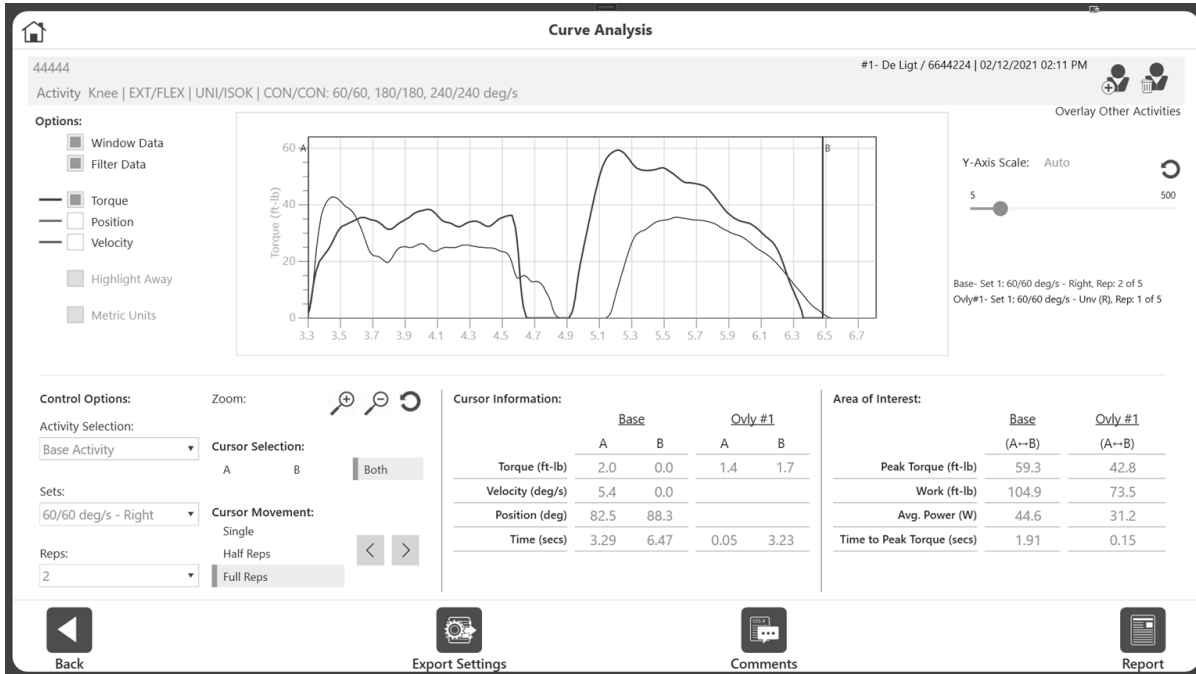 Curve Analysis
44444
#1- De Ligt / 6644224 | 02/12/2021 02:11 PM
Activity Knee | EXT/FLEX | UNI/ISOK | CON/CON: 60/60, 180/180, 240/240 deg/s
Overlay Other Activities
Options:
Window Data
Filter Data
Torque
Position
Velocity
Highlight Away
Metric Units
Torque (ft-lb)
60
40
20
0
A
B
3.3 3.5 3.7 3.9 4.1 4.3 4.5 4.7 4.9 5.1 5.3 5.5 5.7 5.9 6.1 6.3 6.5 6.7
Y-Axis Scale: Auto
5 500
Base- Set 1: 60/60 deg/s - Right, Rep: 2 of 5
Ovly#1- Set 1: 60/60 deg/s - Unv (R), Rep: 1 of 5
Control Options:
Activity Selection:
Base Activity
Sets:
60/60 deg/s - Right
Reps:
2
Zoom:
Cursor Selection:
A B Both
Cursor Movement:
Single
Half Reps
Full Reps
< >
Cursor Information:
Base Ovly #1
A B A B
Torque (ft-lb) 2.0 0.0 1.4 1.7
Velocity (deg/s) 5.4 0.0
Position (deg) 82.5 88.3
Time (secs) 3.29 6.47 0.05 3.23
Area of Interest:
Base Ovly #1
(A↔B) (A↔B)
Peak Torque (ft-lb) 59.3 42.8
Work (ft-lb) 104.9 73.5
Avg. Power (W) 44.6 31.2
Time to Peak Torque (secs) 1.91 0.15
Back
Export Settings
Comments
Report